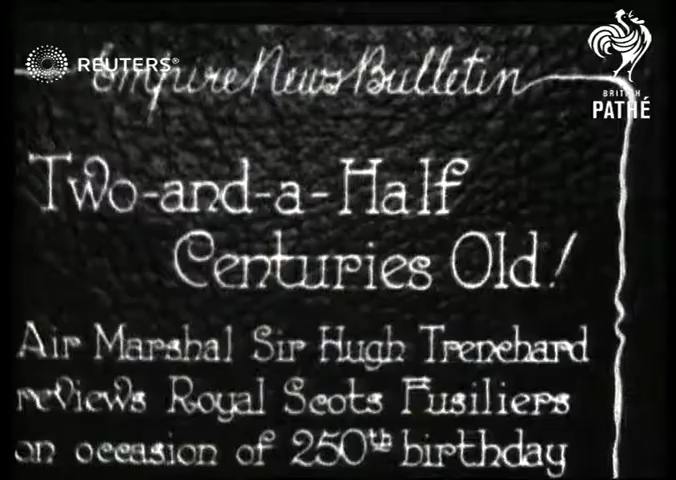 REUTERS®
Empire News Bulletin
BRITISH
PATHÉ
Two-and-a-Half
Centuries Old!
Air Marshal Sir Hugh Trenchard
reviews Royal Scots Fusiliers
on occasion of 250th birthday